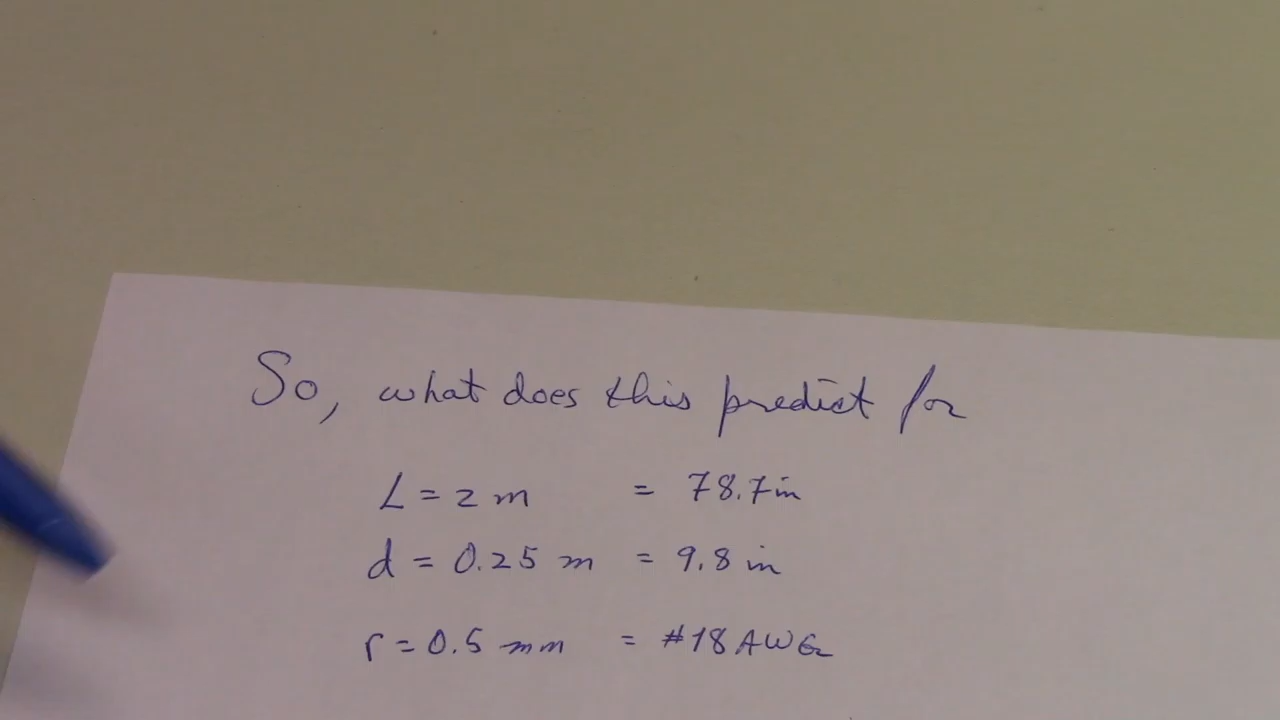 So, what does this predict for
L = 2 m = 78.7 in
d = 0.25 m = 9.8 in
r = 0.5 mm = #18 AWG